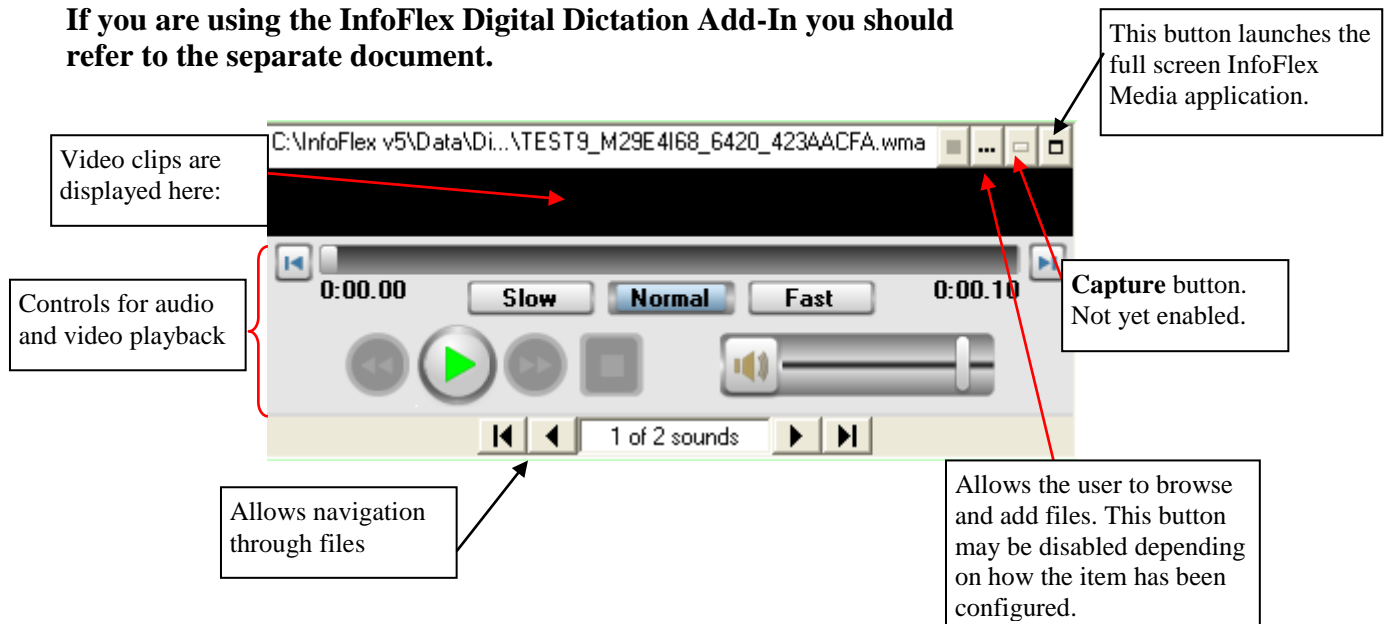 If you are using the InfoFlex Digital Dictation Add-In you should
refer to the separate document.
This button launches the
full screen InfoFlex
Media application.
C:\InfoFlex v5\Data\Di...\TEST9_M29E4I68_6420_423AACFA.wma
...
Video clips are
displayed here:
Controls for audio
and video playback
0:00.00
Slow
Normal
Fast
0:00.10
Capture button.
Not yet enabled.
1 of 2 sounds
Allows navigation
through files
Allows the user to browse
and add files. This button
may be disabled depending
on how the item has been
configured.